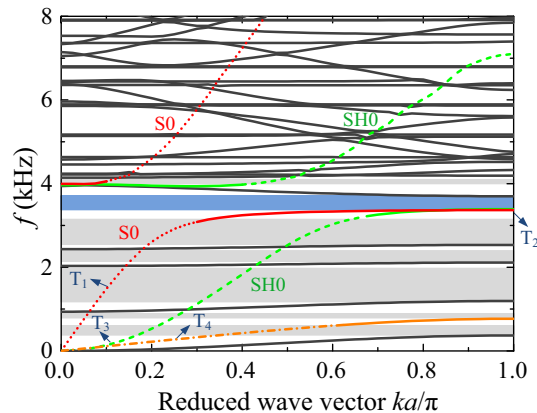 8
6
4
2
0
f (kHz)
S0
SH0
S0
SH0
T1
T2
T3
T4
0.0 0.2 0.4 0.6 0.8 1.0
Reduced wave vector ka/π